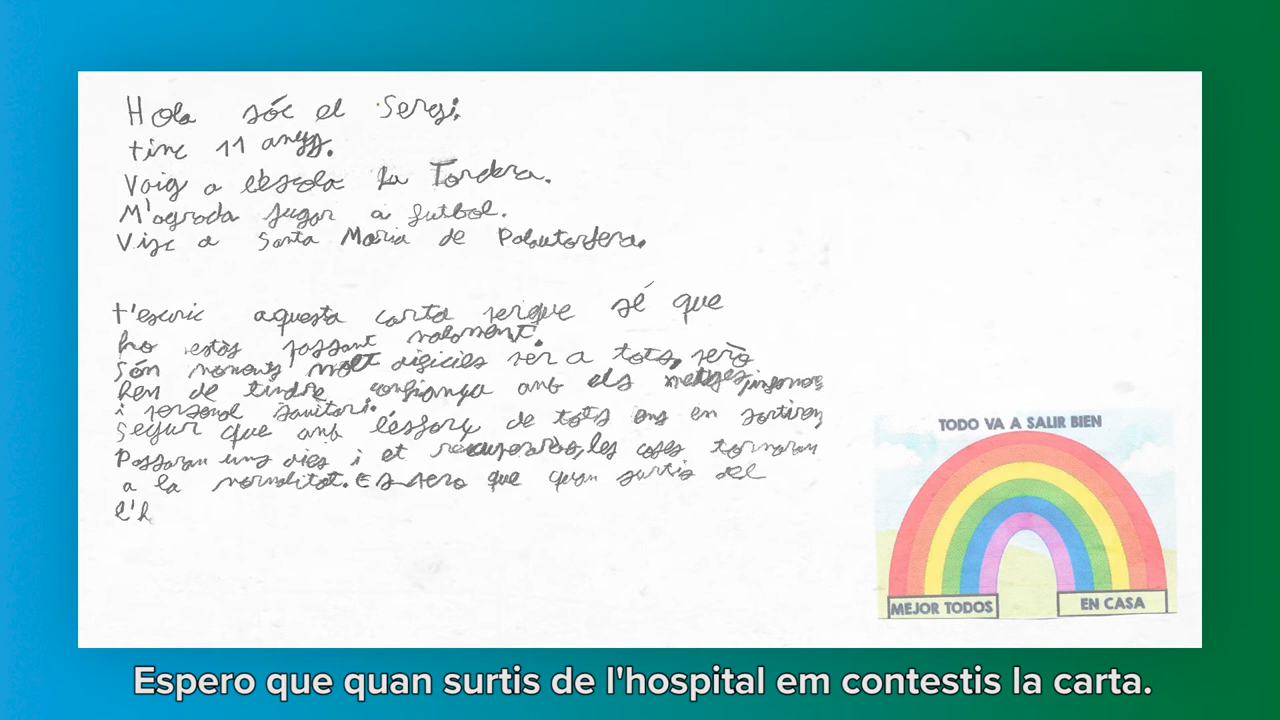 Hola sóc el Sergi.
tinc 11 anys.
Vaig a l'escola La Tordera.
M'agrada jugar a futbol.
Visc a Santa Maria de Palautordera.
t'escric aquesta carta perque sé que
ho estas passant malament.
són moments molt dificils per a tots, però
hem de tindre confiança amb els metges,
i personal sanitari.
segur que amb l'esforç de tots ens en sortirem
Passaran uns dies i et recuperaràs, les coses tornaran
a la normalitat. Espero que quan surtis del
l'h
TODO VA A SALIR BIEN
MEJOR TODOS EN CASA
Espero que quan surtis de l'hospital em contestis la carta.